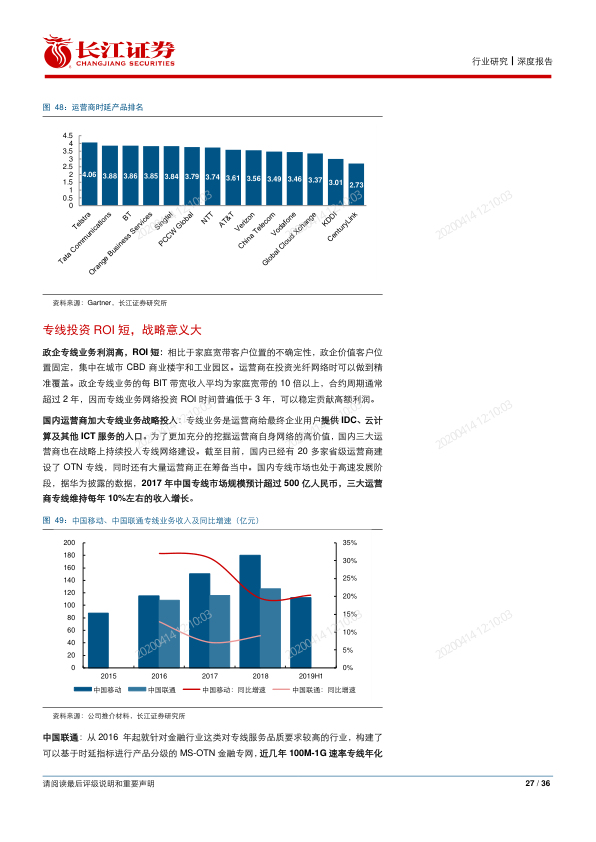 长江证券
CHANGJIANG SECURITIES
行业研究┃深度报告
图 48：运营商时延产品排名
4.5
4
3.5
3
2.5
2
1.5
1
0.5
0
4.06 3.88 3.86 3.85 3.84 3.79 3.74 3.61 3.56 3.49 3.46 3.37 3.01 2.73
Telstra
Tata Communications
BT
Orange Business Services
Singtel
PCCW Global
NTT
AT&T
Verizon
China Telecom
Vodafone
Global Cloud Xchange
KDDI
CenturyLink
20200414 12:10:03
20200414 12:10:03
资料来源：Gartner，长江证券研究所
专线投资 ROI 短，战略意义大
政企专线业务利润高，ROI 短：相比于家庭宽带客户位置的不确定性，政企价值客户位
置固定，集中在城市 CBD 商业楼宇和工业园区。运营商在投资光纤网络时可以做到精
准覆盖。政企专线业务的每 BIT 带宽收入平均为家庭宽带的 10 倍以上，合约周期通常
超过 2 年，因而专线业务网络投资 ROI 时间普遍低于 3 年，可以稳定贡献高额利润。
国内运营商加大专线业务战略投入：专线业务是运营商给最终企业用户提供 IDC、云计
算及其他 ICT 服务的入口。为了更加充分的挖掘运营商自身网络的高价值，国内三大运
营商也在战略上持续投入专线网络建设。截至目前，国内已经有 20 多家省级运营商建
设了 OTN 专线，同时还有大量运营商正在筹备当中。国内专线市场也处于高速发展阶
段，据华为披露的数据，2017 年中国专线市场规模预计超过 500 亿人民币，三大运营
商专线维持每年 10%左右的收入增长。
20200414 12:10:03
20200414 12:10:03
图 49：中国移动、中国联通专线业务收入及同比增速（亿元）
200
180
160
140
120
100
80
60
40
20
0
35%
30%
25%
20%
15%
10%
5%
0%
2015 2016 2017 2018 2019H1
中国移动 中国联通 中国移动：同比增速 中国联通：同比增速
20200414 12:10:03
20200414 12:10:03
20200414 12:10:03
资料来源：公司推介材料，长江证券研究所
中国联通：从 2016 年起就针对金融行业这类对专线服务品质要求较高的行业，构建了
可以基于时延指标进行产品分级的 MS-OTN 金融专网，近几年 100M-1G 速率专线年化
请阅读最后评级说明和重要声明
27 / 36